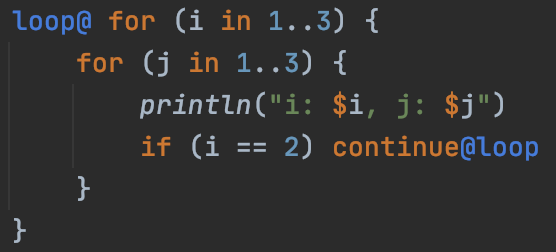 loop@ for (i in 1..3) {
    for (j in 1..3) {
        println("i: $i, j: $j")
        if (i == 2) continue@loop
    }
}